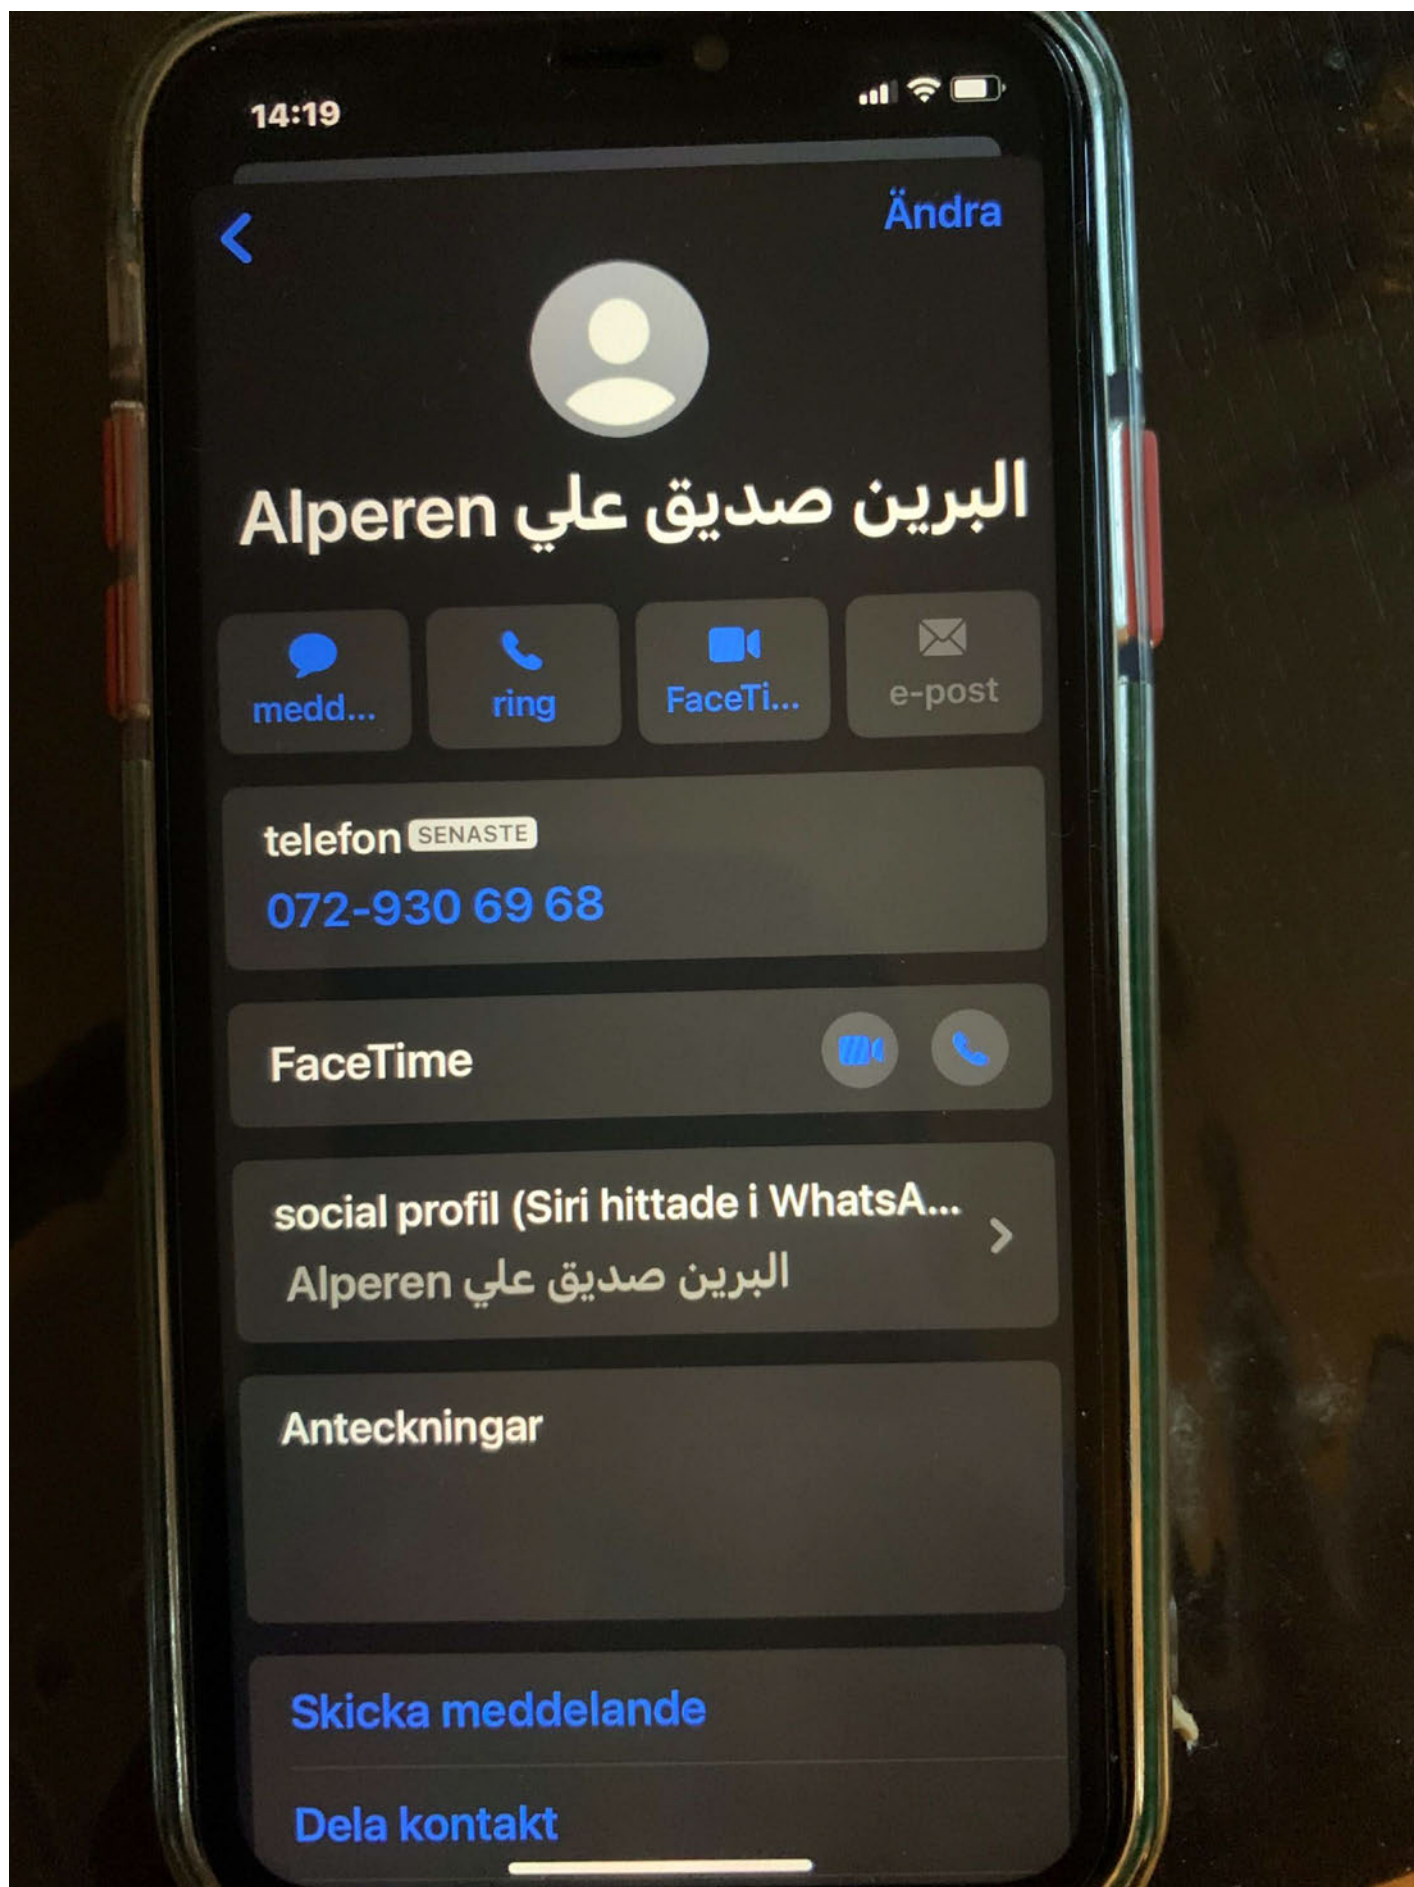 14:19
Ändra
Alperen البرين صديق علي
medd...
ring
FaceTi...
e-post
telefon SENASTE
072-930 69 68
FaceTime
social profil (Siri hittade i WhatsA...
Alperen البرين صديق علي
Anteckningar
Skicka meddelande
Dela kontakt